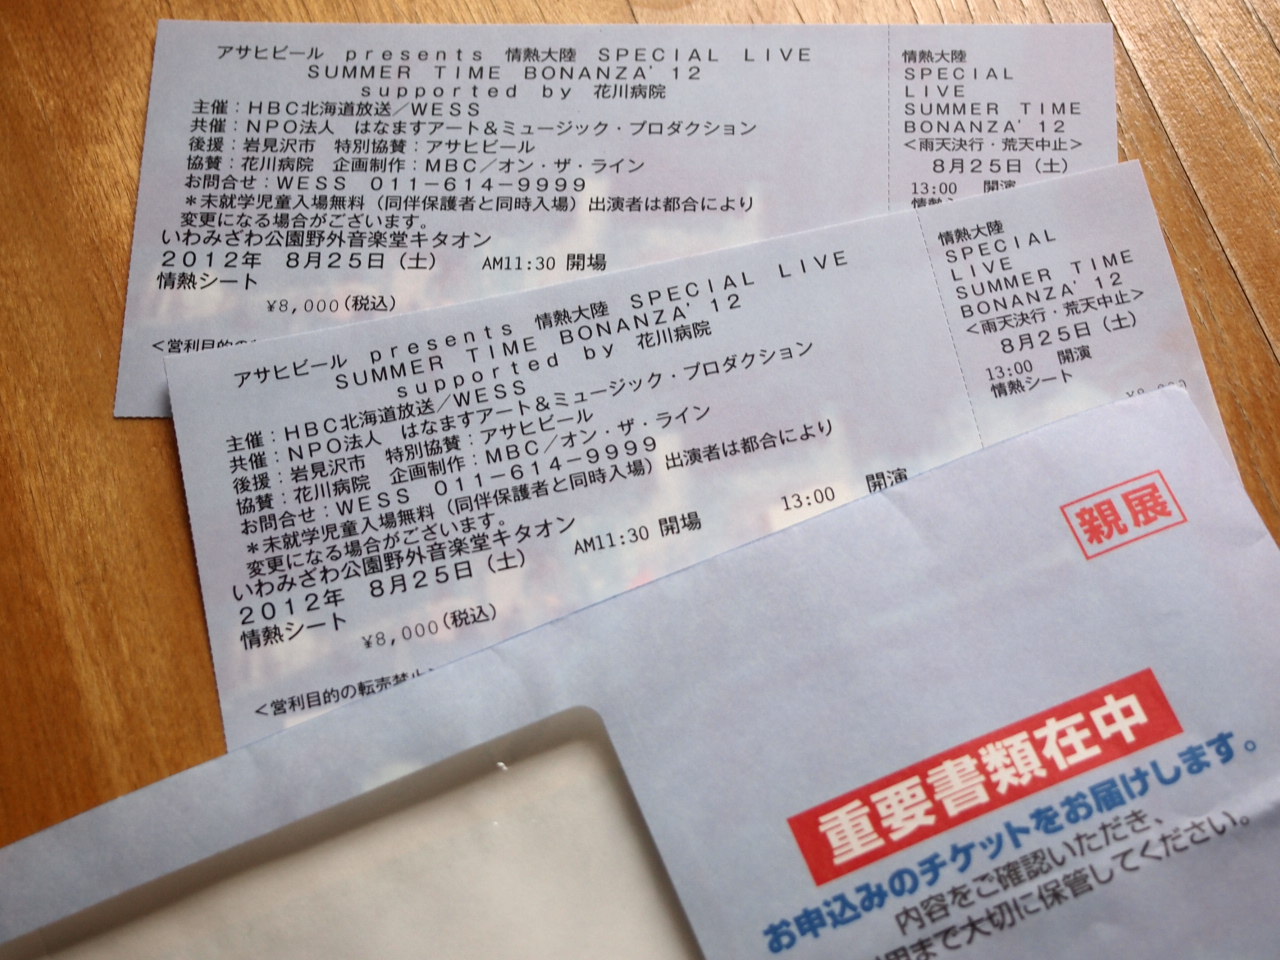 アサヒビール　presents　情熱大陸　SPECIAL　LIVE
SUMMER　TIME　BONANZA’12
supported　by　花川病院
主催：HBC北海道放送／WESS
共催：NPO法人　はなますアート＆ミュージック・プロダクション
後援：岩見沢市　特別協賛：アサヒビール
協賛：花川病院　企画制作：MBC／オン・ザ・ライン
お問合せ：WESS　011－614－9999
＊未就学児童入場無料（同伴保護者と同時入場）出演者は都合により
変更になる場合がございます。
いわみざわ公園野外音楽堂キタオン
2012年　8月25日（土）　AM11:30 開場
情熱シート
¥8,000(税込)
＜営利目的の
情熱大陸
SPECIAL
LIVE
SUMMER　TIME
BONANZA’12
＜雨天決行・荒天中止＞
8月25日（土）
13:00　開演
アサヒビール　presents　情熱大陸　SPECIAL　LIVE
SUMMER　TIME　BONANZA’12
supported　by　花川病院
主催：HBC北海道放送／WESS
共催：NPO法人　はなますアート＆ミュージック・プロダクション
後援：岩見沢市　特別協賛：アサヒビール
協賛：花川病院　企画制作：MBC／オン・ザ・ライン
お問合せ：WESS　011－614－9999
＊未就学児童入場無料（同伴保護者と同時入場）出演者は都合により
変更になる場合がございます。
いわみざわ公園野外音楽堂キタオン
2012年　8月25日（土）　AM11:30 開場　13:00　開演
情熱シート
¥8,000(税込)
＜営利目的の転売禁止＞
情熱大陸
SPECIAL
LIVE
SUMMER　TIME
BONANZA’12
＜雨天決行・荒天中止＞
8月25日（土）
13:00　開演
情熱シート
親展
重要書類在中
お申込みのチケットをお届けします。
内容をご確認いただき、
まで大切に保管してください。